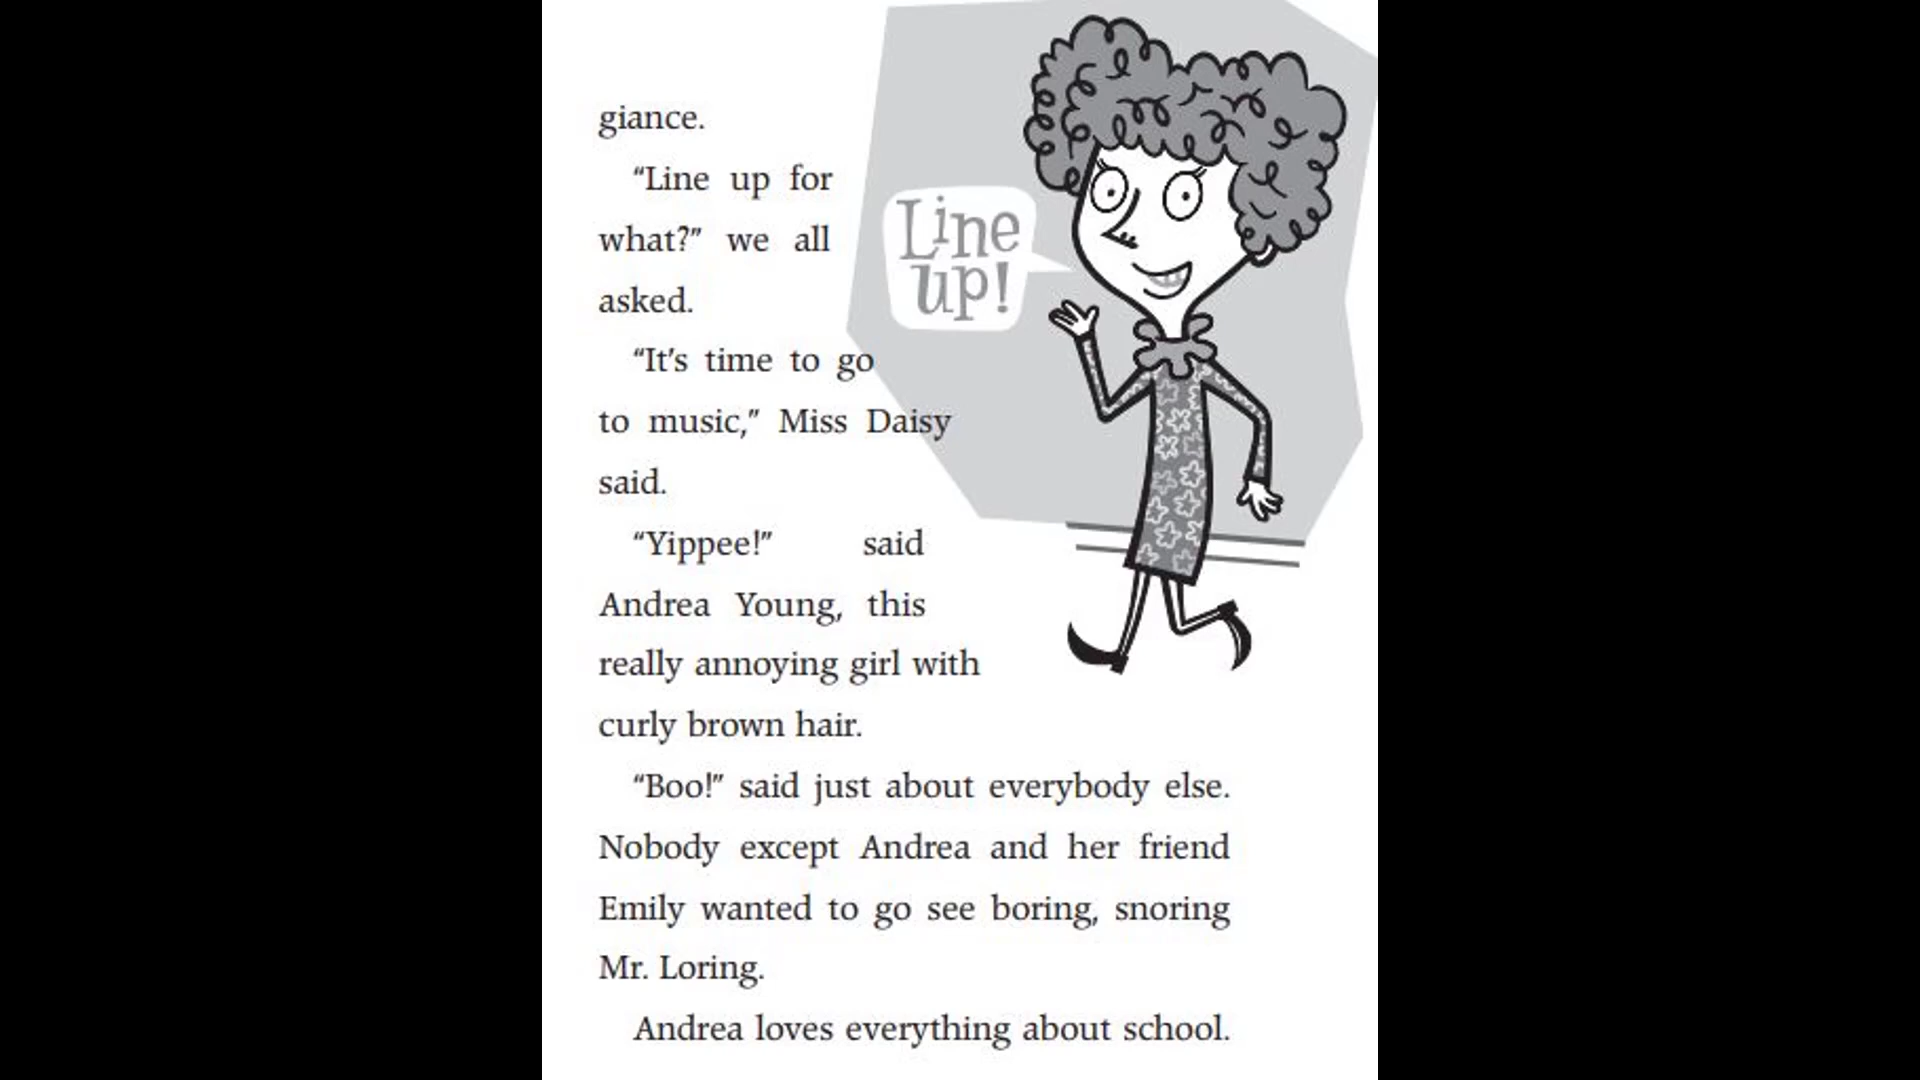 giance.
“Line up for
what?” we all
asked.
Line
up!
“It’s time to go
to music,” Miss Daisy
said.
“Yippee!” said
Andrea Young, this
really annoying girl with
curly brown hair.
“Boo!” said just about everybody else.
Nobody except Andrea and her friend
Emily wanted to go see boring, snoring
Mr. Loring.
Andrea loves everything about school.